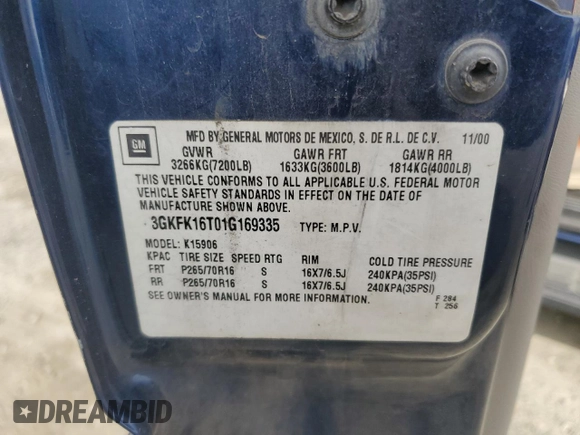 GM
MFD BY GENERAL MOTORS DE MEXICO, S. DE R.L. DE C.V. 11/00
GVWR GAWR FRT GAWR RR
3266KG(7200LB) 1633KG(3600LB) 1814KG(4000LB)
THIS VEHICLE CONFORMS TO ALL APPLICABLE U.S. FEDERAL MOTOR
VEHICLE SAFETY STANDARDS IN EFFECT ON THE DATE OF
MANUFACTURE SHOWN ABOVE.
3GKFK16T01G169335 TYPE: M.P.V.
MODEL: K15906
KPAC TIRE SIZE SPEED RTG RIM COLD TIRE PRESSURE
FRT P265/70R16 S 16X7/6.5J 240KPA(35PSI)
RR P265/70R16 S 16X7/6.5J 240KPA(35PSI)
SEE OWNER'S MANUAL FOR MORE INFORMATION. F 284
T 256
DREAMBID